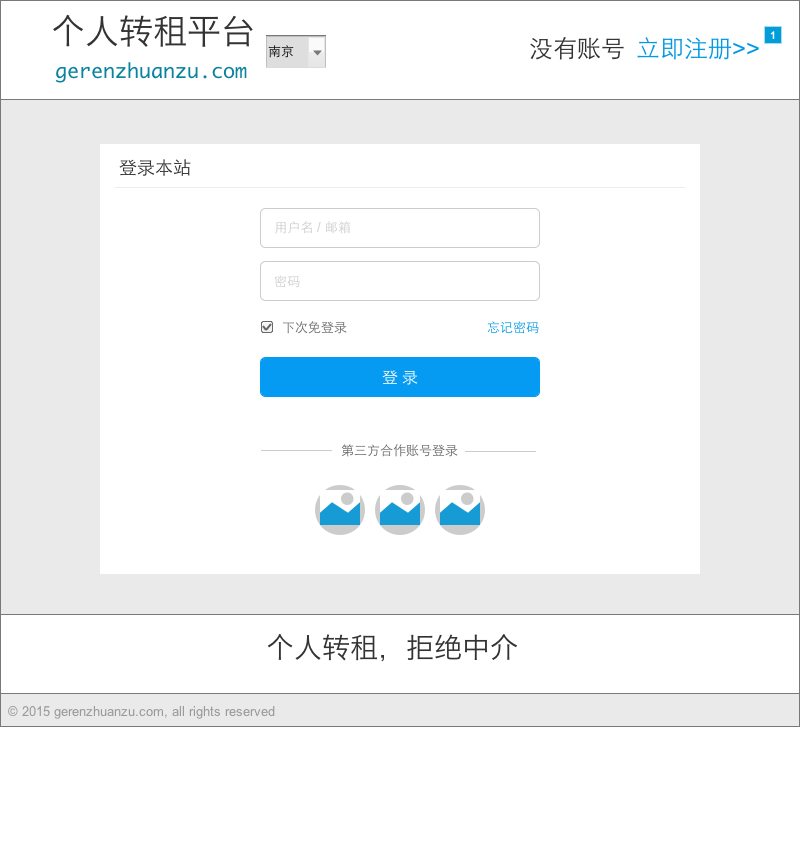 个人转租平台
gerenzhuanzu.com
南京
没有账号 立即注册>>
1
登录本站
用户名 / 邮箱
密码
下次免登录
忘记密码
登 录
第三方合作账号登录
个人转租，拒绝中介
© 2015 gerenzhuanzu.com, all rights reserved